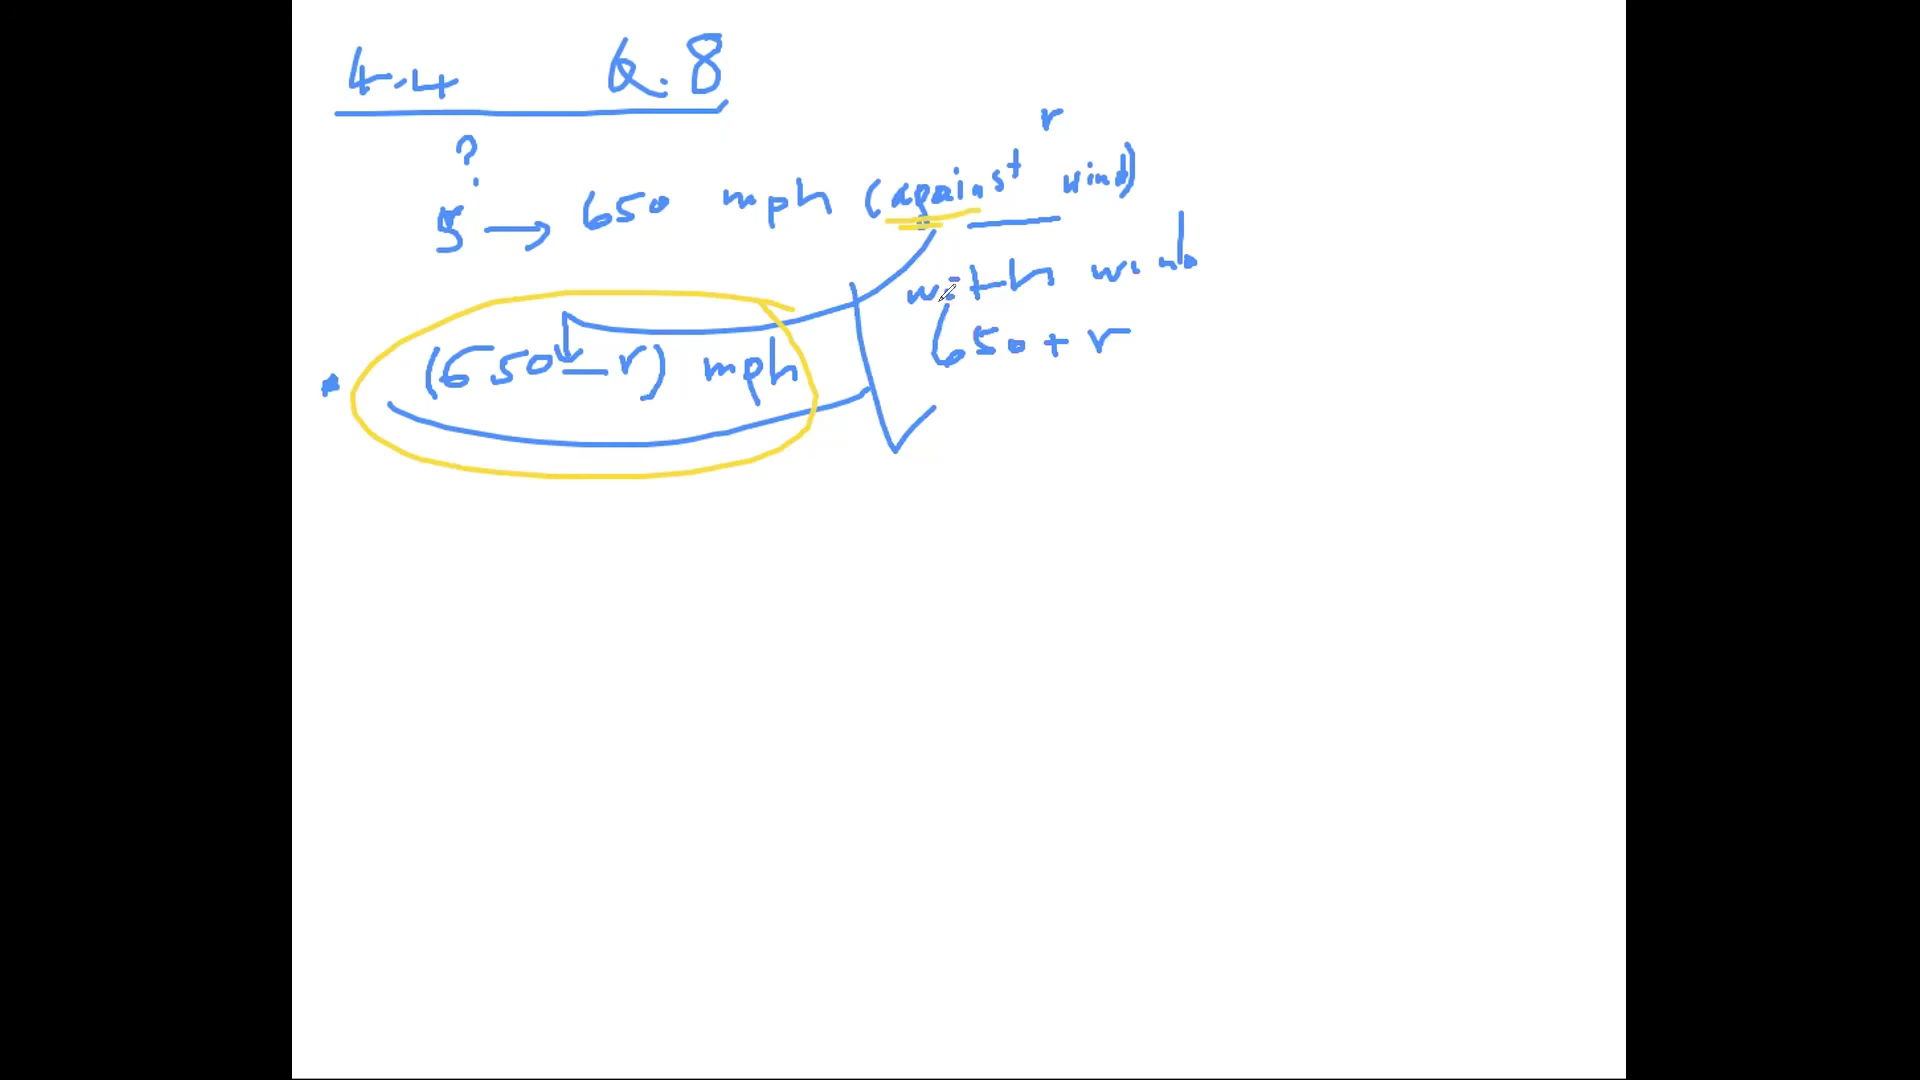 4.4 Q.8
?
r
5 → 650 mph (against wind)
with wind
(650 - r) mph
650 + r